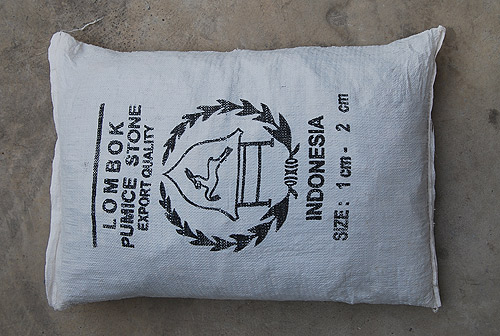 LOMBOK
PUMICE STONE
EXPORT QUALITY
INDONESIA
SIZE: 1 cm - 2 cm